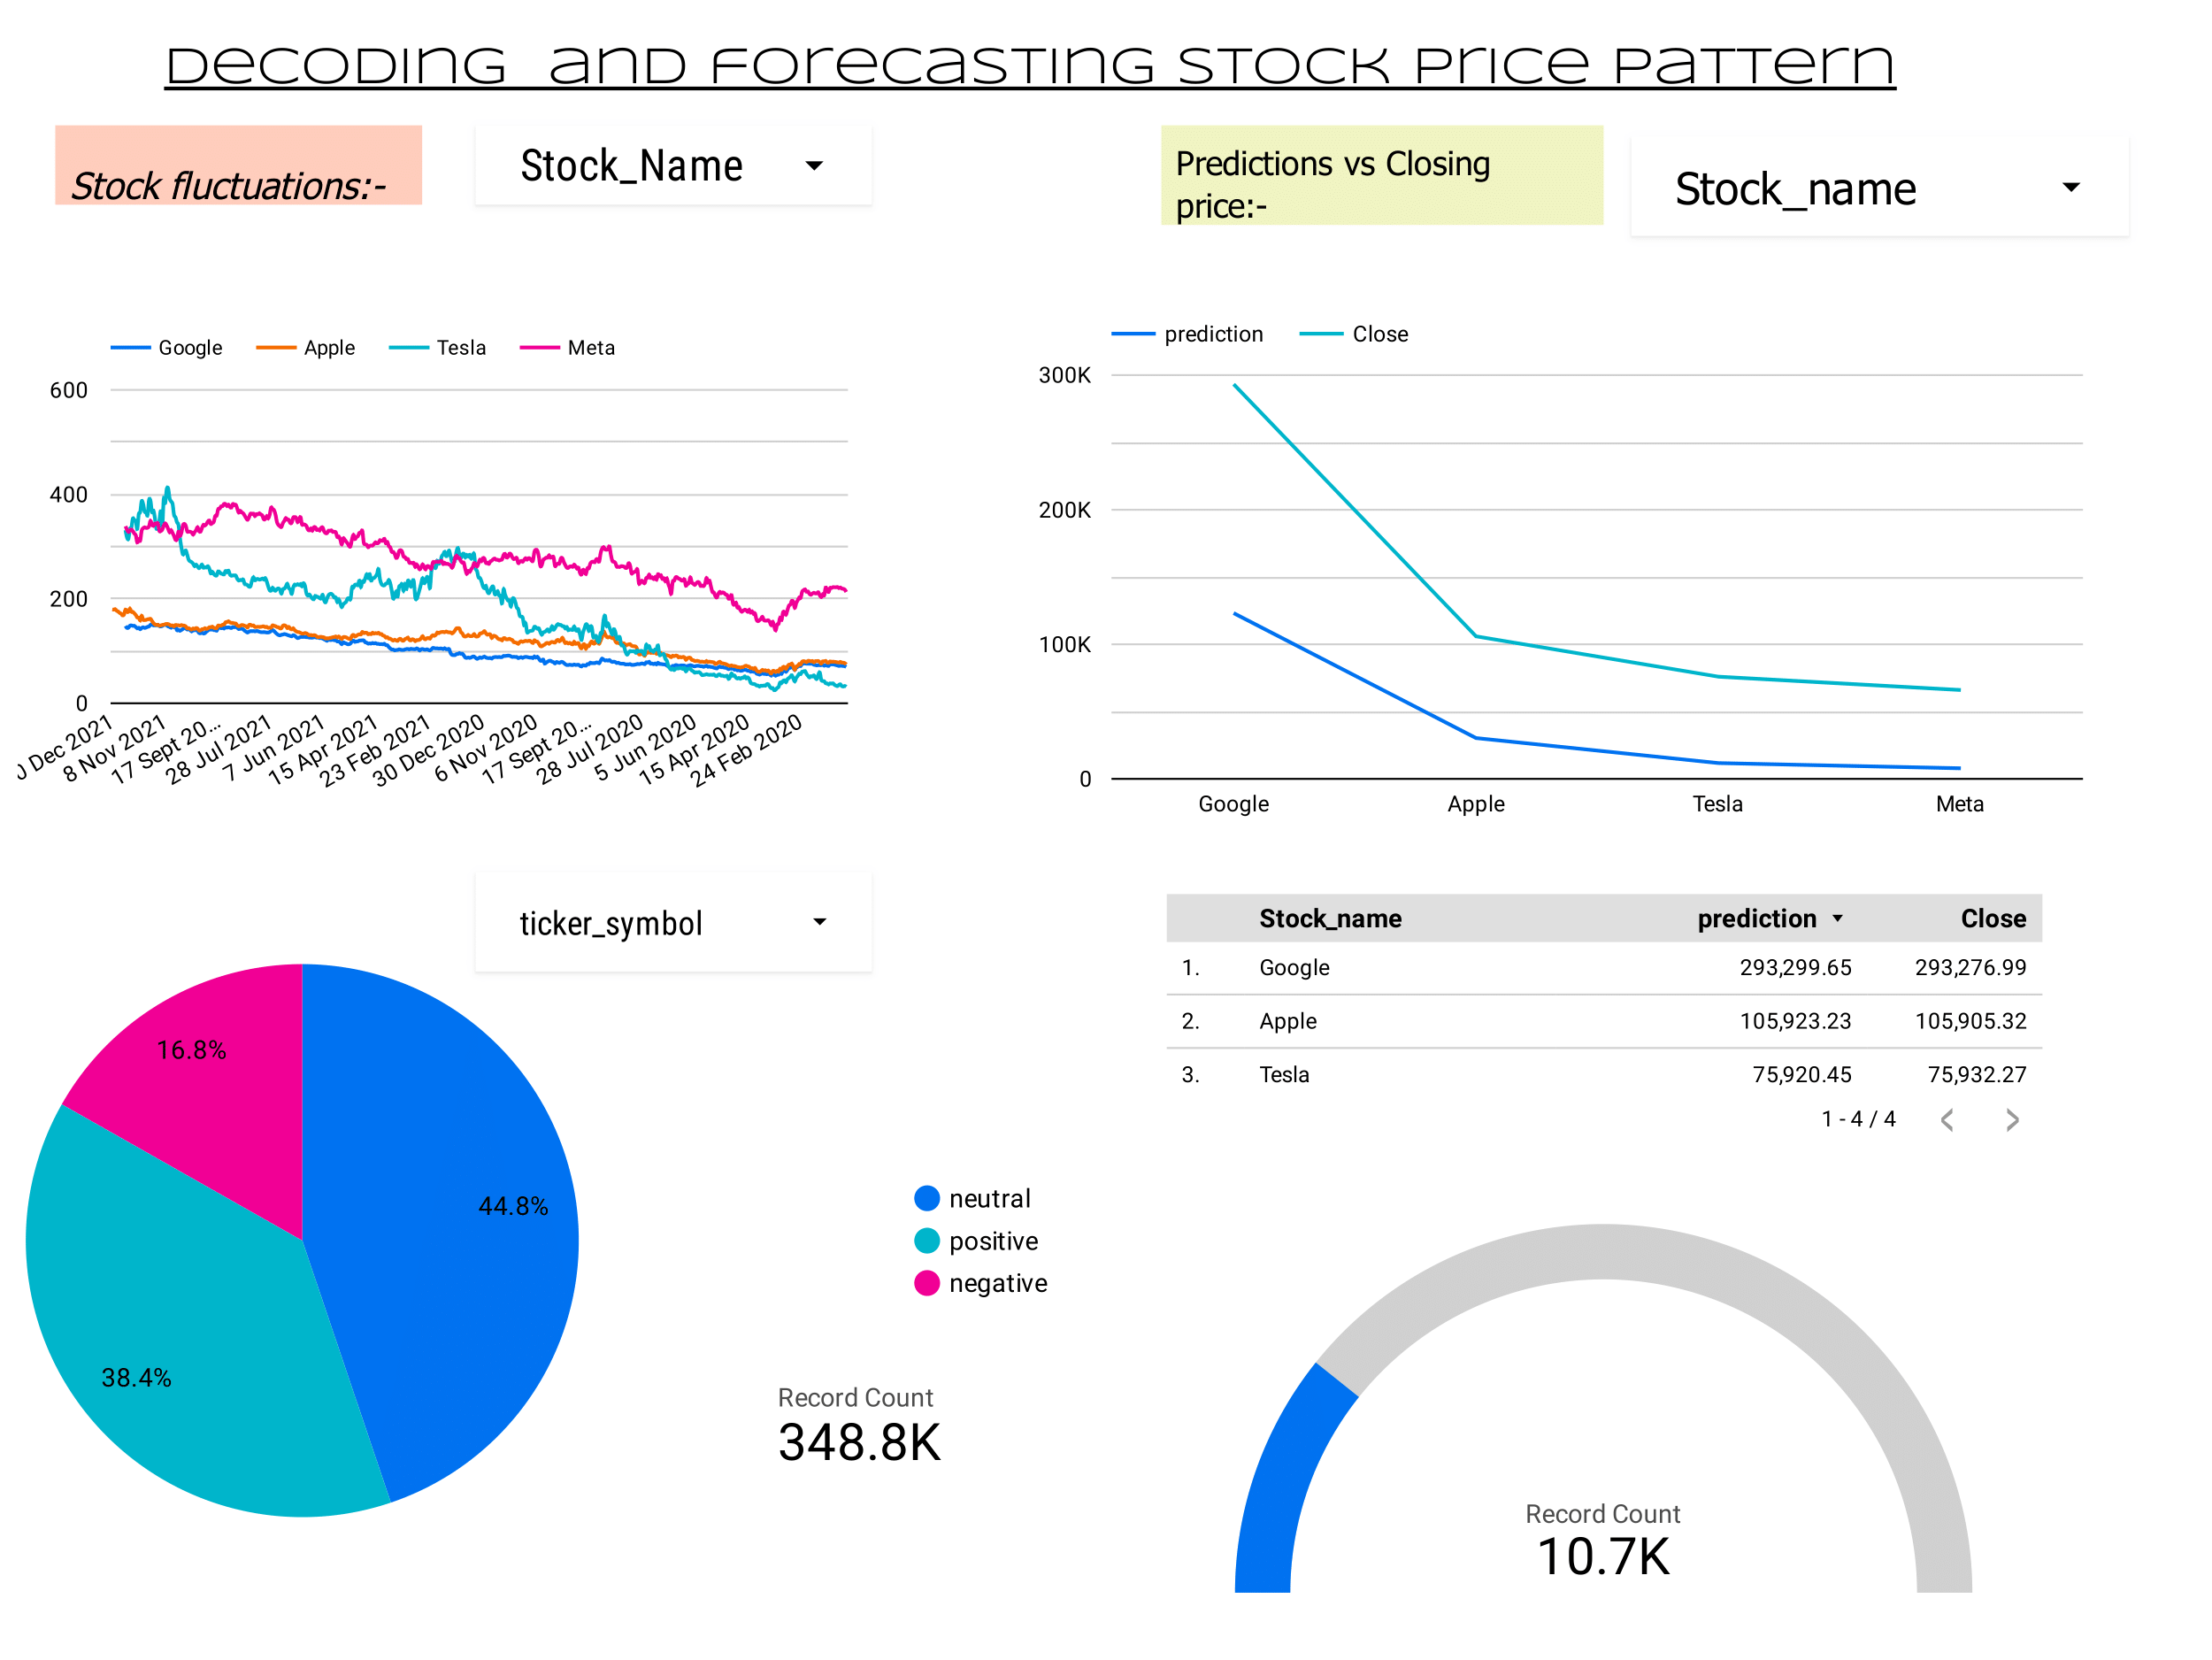 Decoding and Forecasting Stock Price Pattern
Stock fluctuations:-
Stock_Name
Predictions vs Closing
price:-
Stock_name
Google Apple Tesla Meta
600
400
200
0
0 Dec 2021
8 Nov 2021
17 Sept 20...
28 Jul 2021
7 Jun 2021
15 Apr 2021
23 Feb 2021
30 Dec 2020
6 Nov 2020
17 Sept 20...
28 Jul 2020
5 Jun 2020
15 Apr 2020
24 Feb 2020
prediction Close
300K
200K
100K
0
Google Apple Tesla Meta
ticker_symbol
16.8%
44.8%
38.4%
neutral
positive
negative
Record Count
348.8K
Stock_name prediction Close
1. Google 293,299.65 293,276.99
2. Apple 105,923.23 105,905.32
3. Tesla 75,920.45 75,932.27
1 - 4 / 4
Record Count
10.7K